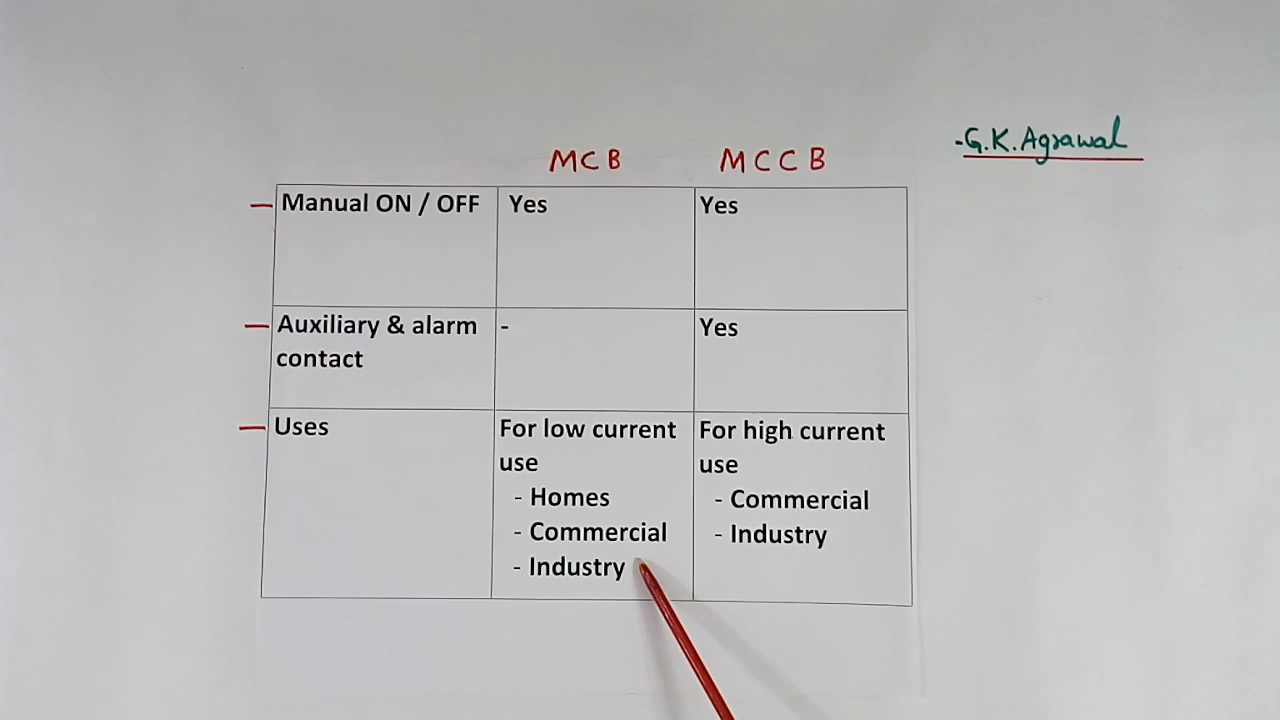 -G.K.Agrawal
MCB MCCB
Manual ON / OFF Yes Yes
Auxiliary & alarm - Yes
contact
Uses For low current For high current
use use
- Homes - Commercial
- Commercial - Industry
- Industry